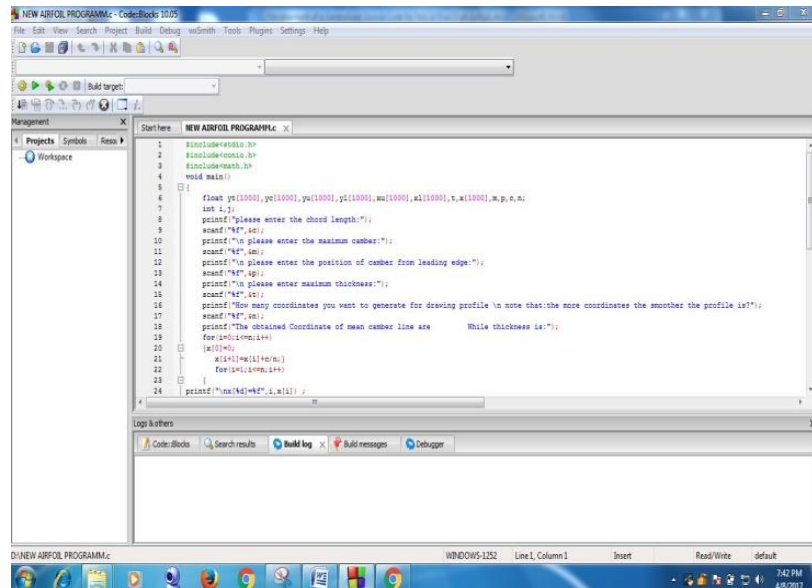 NEW AIRFOIL PROGRAMM.c - Code::Blocks 10.05
File Edit View Search Project Build Debug wxSmith Tools Plugins Settings Help
Build target:
Management
Projects Symbols
Workspace
Start here NEW AIRFOIL PROGRAMM.c
1 #include<stdio.h>
2 #include<conio.h>
3 #include<math.h>
4 void main()
5 {
6 float yt[1000],yc[1000],yu[1000],yl[1000],xu[1000],xl[1000],t,x[1000],m,p,c,n;
7 int i,j;
8 printf("please enter the chord length:");
9 scanf("%f",&c);
10 printf("\n please enter the maximum camber:");
11 scanf("%f",&m);
12 printf("\n please enter the position of camber from leading edge:");
13 scanf("%f",&p);
14 printf("\n please enter maximum thickness:");
15 scanf("%f",&t);
16 printf("How many coordinates you want to generate for drawing profile \n note that:the more coordinates the smoother the profile is?");
17 scanf("%f",&n);
18 printf("The obtained Coordinate of mean camber line are While thickness is:");
19 for(i=0;i<=n;i++)
20 {x[0]=0;
21 x[i+1]=x[i]+c/n;}
22 for(i=1;i<=n;i++)
23 {
24 printf("\nx[%d]=%f",i,x[i]) ;
Logs & others
Code::Blocks Search results Build log Build messages Debugger
D:\NEW AIRFOIL PROGRAMM.c WINDOWS-1252 Line 1, Column 1 Insert Read/Write default
7:42 PM
4/8/2017